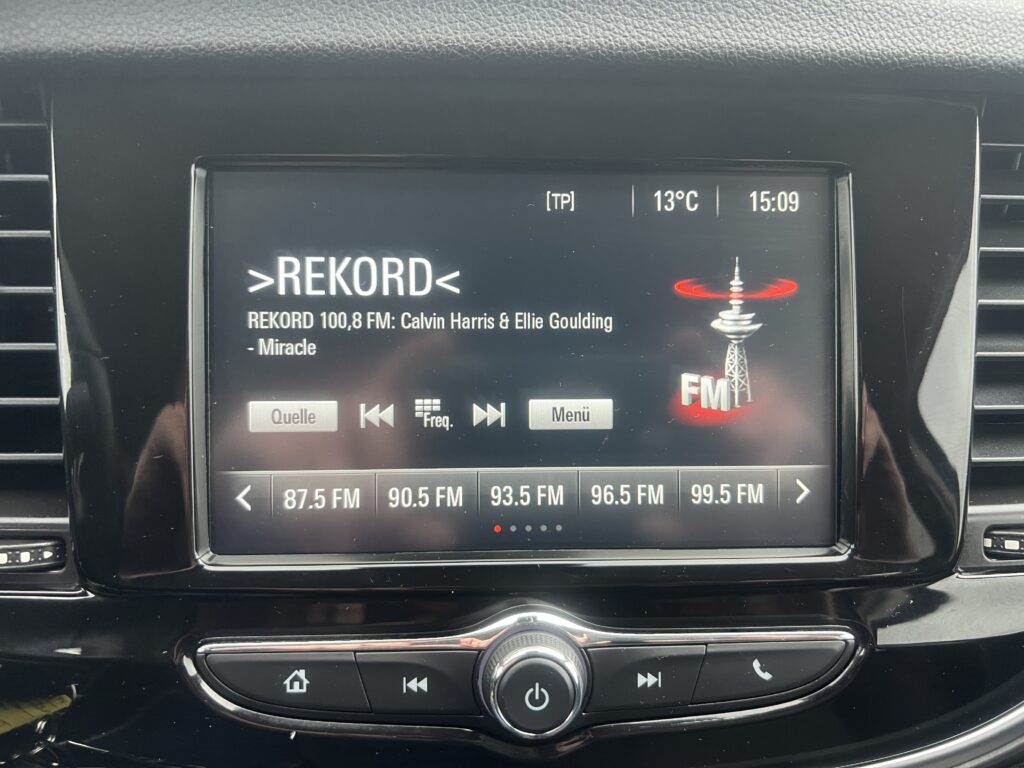 [TP] 13°C 15:09
>REKORD<
REKORD 100,8 FM: Calvin Harris & Ellie Goulding
- Miracle
FM
Quelle Freq. Menü
87.5 FM 90.5 FM 93.5 FM 96.5 FM 99.5 FM